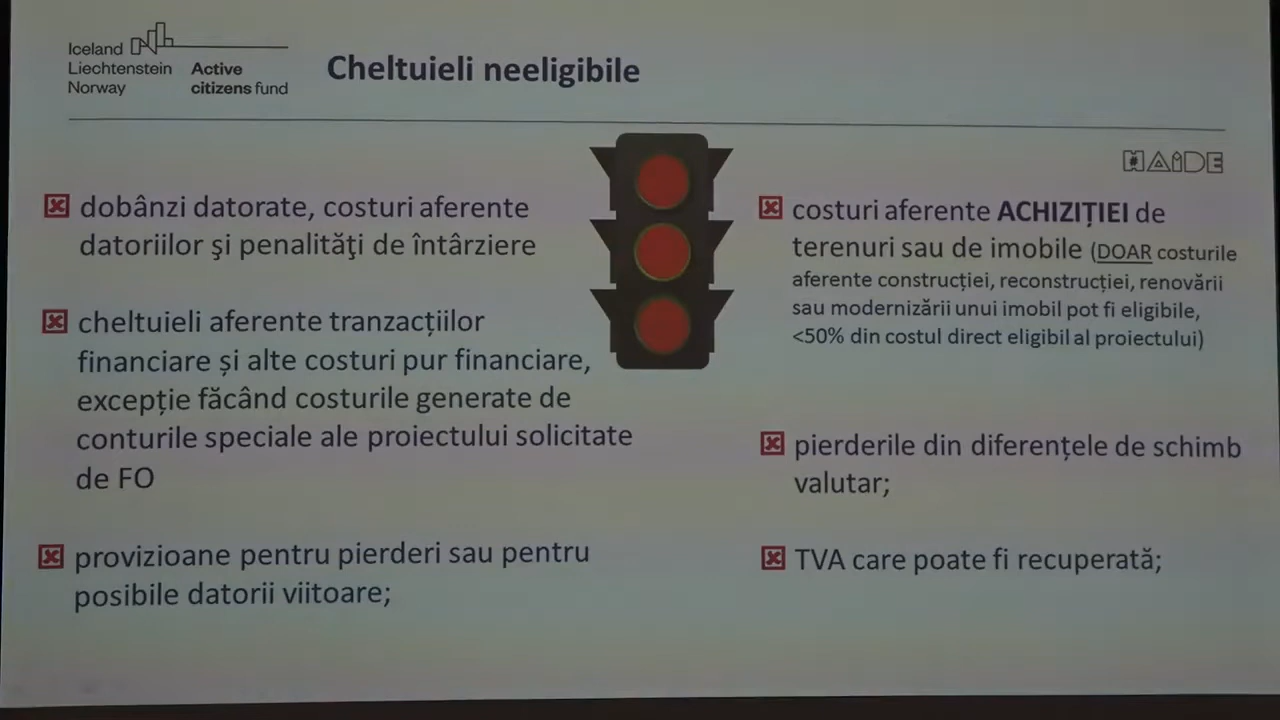 Iceland
Liechtenstein Active
Norway citizens fund
Cheltuieli neeligibile
#HAIDE
dobânzi datorate, costuri aferente
datoriilor şi penalităţi de întârziere
cheltuieli aferente tranzacțiilor
financiare și alte costuri pur financiare,
excepție făcând costurile generate de
conturile speciale ale proiectului solicitate
de FO
provizioane pentru pierderi sau pentru
posibile datorii viitoare;
costuri aferente ACHIZIȚIEI de
terenuri sau de imobile (DOAR costurile
aferente construcției, reconstrucției, renovării
sau modernizării unui imobil pot fi eligibile,
<50% din costul direct eligibil al proiectului)
pierderile din diferențele de schimb
valutar;
TVA care poate fi recuperată;